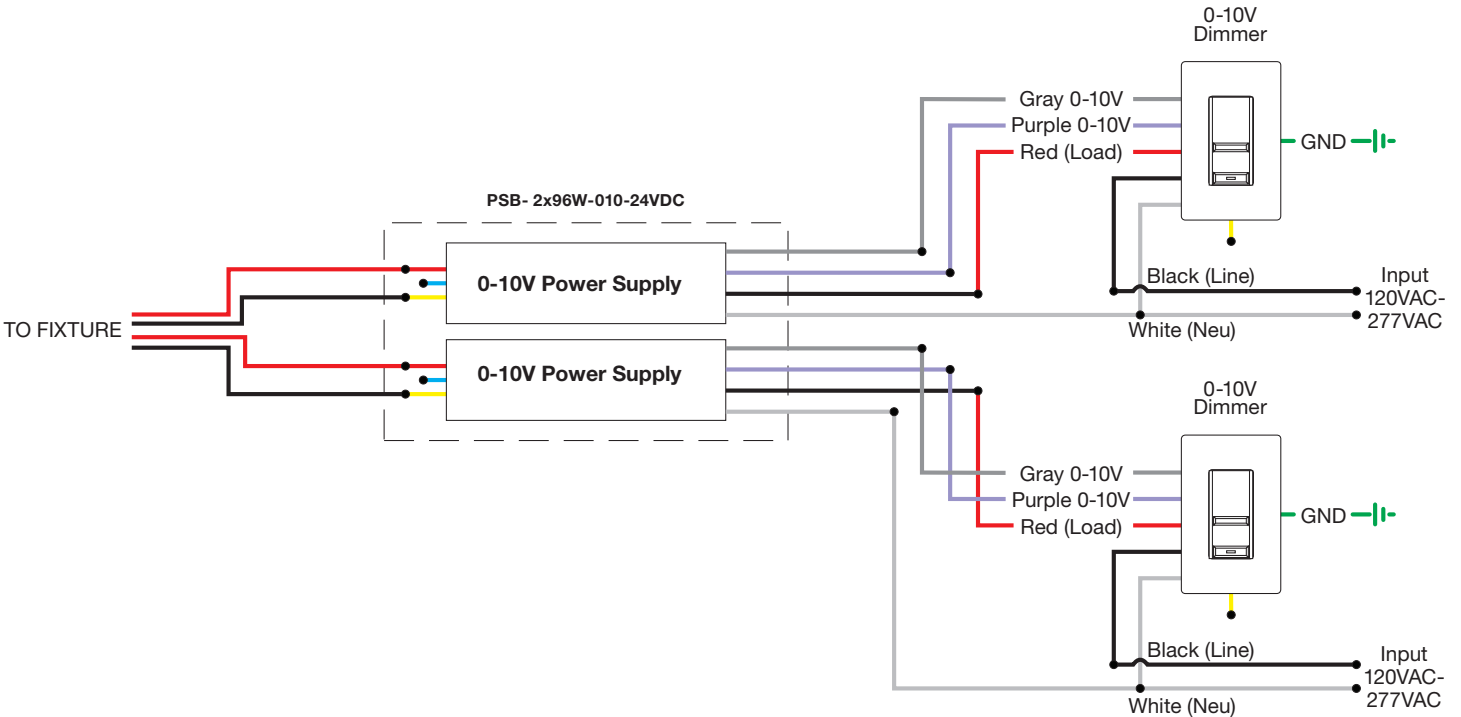 0-10V
Dimmer
Gray 0-10V
Purple 0-10V
Red (Load)
GND
PSB- 2x96W-010-24VDC
0-10V Power Supply
Black (Line)
Input
120VAC-
277VAC
White (Neu)
TO FIXTURE
0-10V Power Supply
0-10V
Dimmer
Gray 0-10V
Purple 0-10V
Red (Load)
GND
Black (Line)
Input
120VAC-
277VAC
White (Neu)